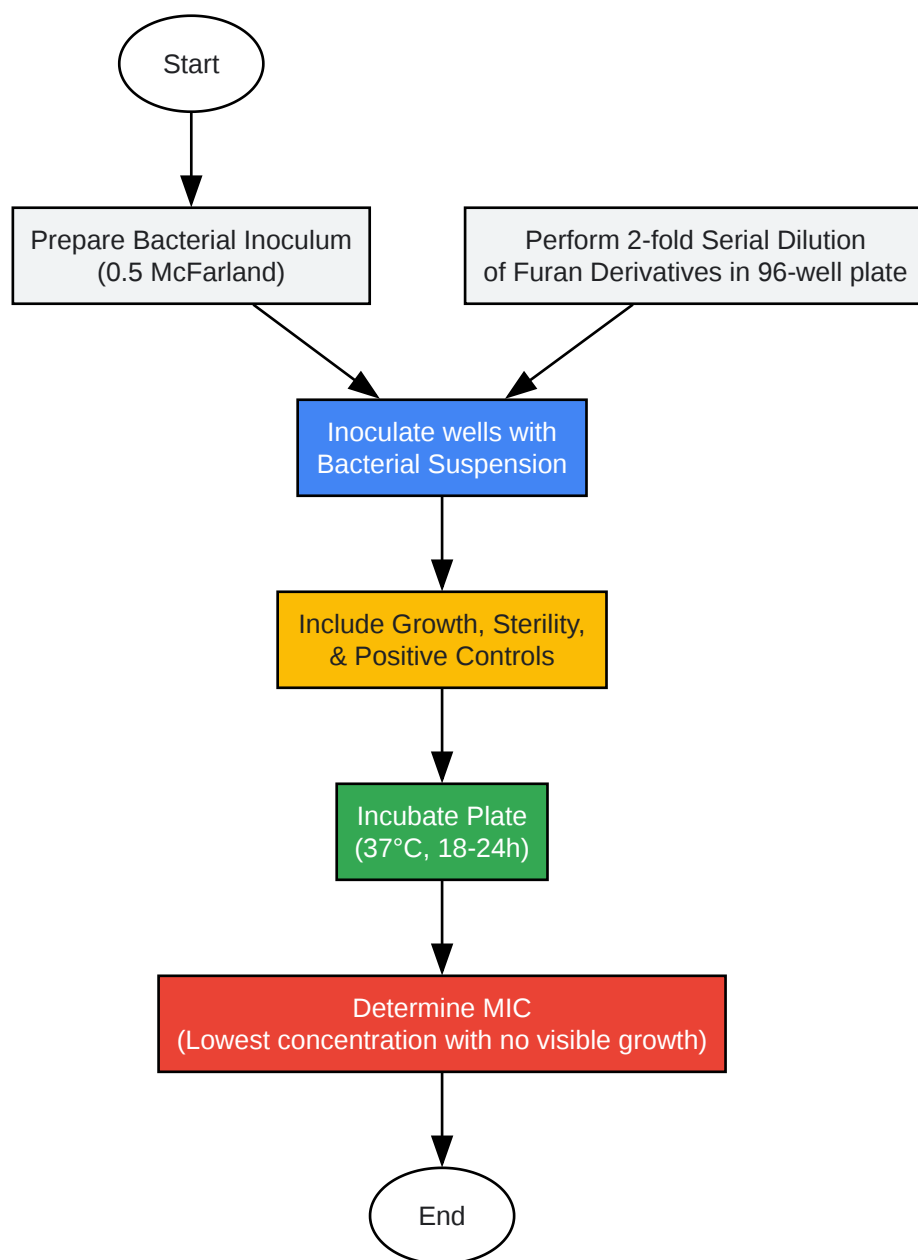 Start
Prepare Bacterial Inoculum
(0.5 McFarland)
Perform 2-fold Serial Dilution
of Furan Derivatives in 96-well plate
Inoculate wells with
Bacterial Suspension
Include Growth, Sterility,
& Positive Controls
Incubate Plate
(37°C, 18-24h)
Determine MIC
(Lowest concentration with no visible growth)
End